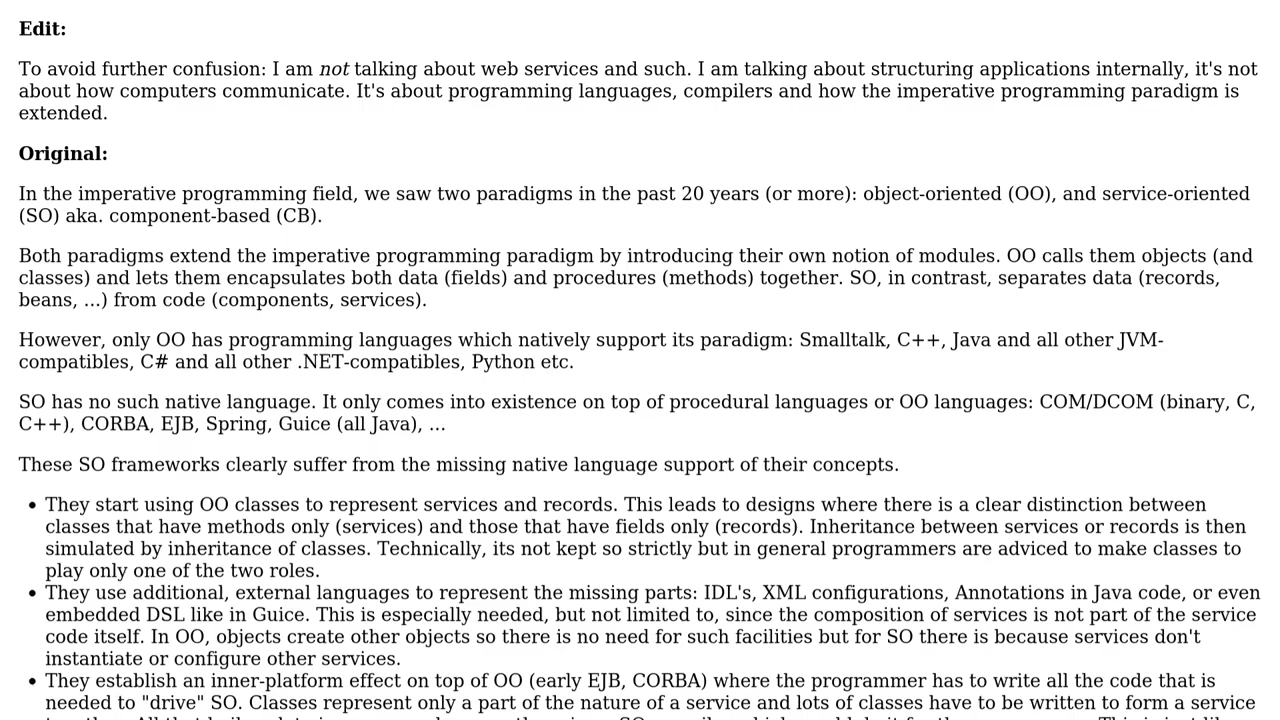 Edit:
To avoid further confusion: I am not talking about web services and such. I am talking about structuring applications internally, it's not
about how computers communicate. It's about programming languages, compilers and how the imperative programming paradigm is
extended.
Original:
In the imperative programming field, we saw two paradigms in the past 20 years (or more): object-oriented (OO), and service-oriented
(SO) aka. component-based (CB).
Both paradigms extend the imperative programming paradigm by introducing their own notion of modules. OO calls them objects (and
classes) and lets them encapsulates both data (fields) and procedures (methods) together. SO, in contrast, separates data (records,
beans, ...) from code (components, services).
However, only OO has programming languages which natively support its paradigm: Smalltalk, C++, Java and all other JVM-
compatibles, C# and all other .NET-compatibles, Python etc.
SO has no such native language. It only comes into existence on top of procedural languages or OO languages: COM/DCOM (binary, C,
C++), CORBA, EJB, Spring, Guice (all Java), ...
These SO frameworks clearly suffer from the missing native language support of their concepts.
• They start using OO classes to represent services and records. This leads to designs where there is a clear distinction between
classes that have methods only (services) and those that have fields only (records). Inheritance between services or records is then
simulated by inheritance of classes. Technically, its not kept so strictly but in general programmers are adviced to make classes to
play only one of the two roles.
• They use additional, external languages to represent the missing parts: IDL's, XML configurations, Annotations in Java code, or even
embedded DSL like in Guice. This is especially needed, but not limited to, since the composition of services is not part of the service
code itself. In OO, objects create other objects so there is no need for such facilities but for SO there is because services don't
instantiate or configure other services.
• They establish an inner-platform effect on top of OO (early EJB, CORBA) where the programmer has to write all the code that is
needed to "drive" SO. Classes represent only a part of the nature of a service and lots of classes have to be written to form a service